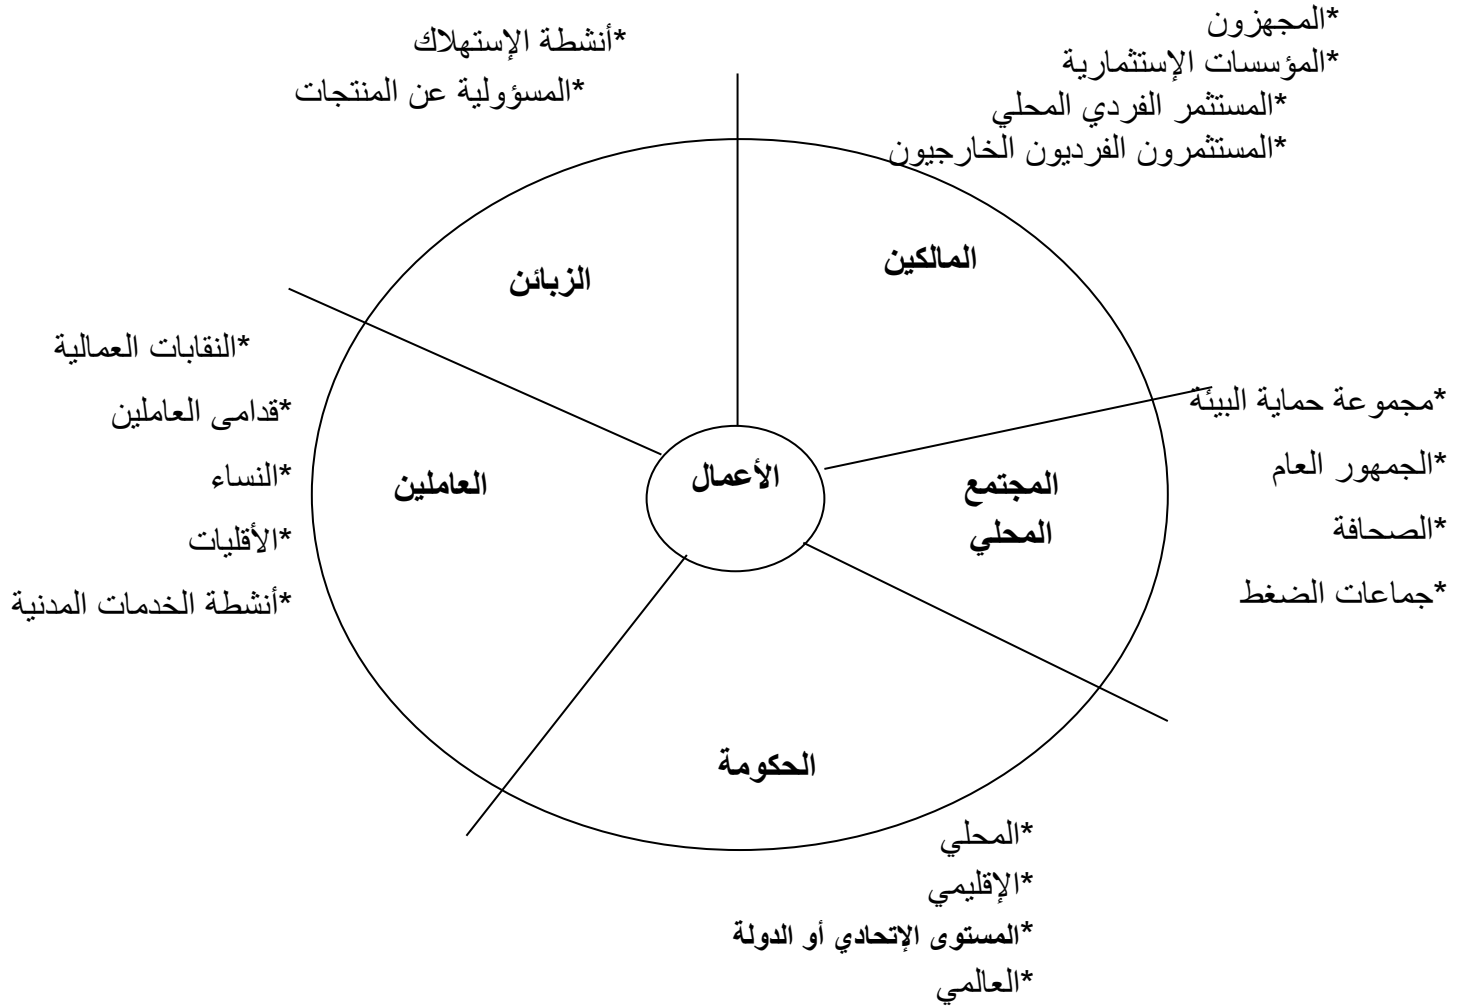 *المجهزون
*المؤسسات الإستثمارية
*المستثمر الفردي المحلي
*المستثمرون الفرديون الخارجيون
*أنشطة الإستهلاك
*المسؤولية عن المنتجات
المالكين
الزبائن
*مجموعة حماية البيئة
*الجمهور العام
*الصحافة
*جماعات الضغط
المجتمع
المحلي
الأعمال
العاملين
*النقابات العمالية
*قدامى العاملين
*النساء
*الأقليات
*أنشطة الخدمات المدنية
الحكومة
*المحلي
*الإقليمي
*المستوى الإتحادي أو الدولة
*العالمي